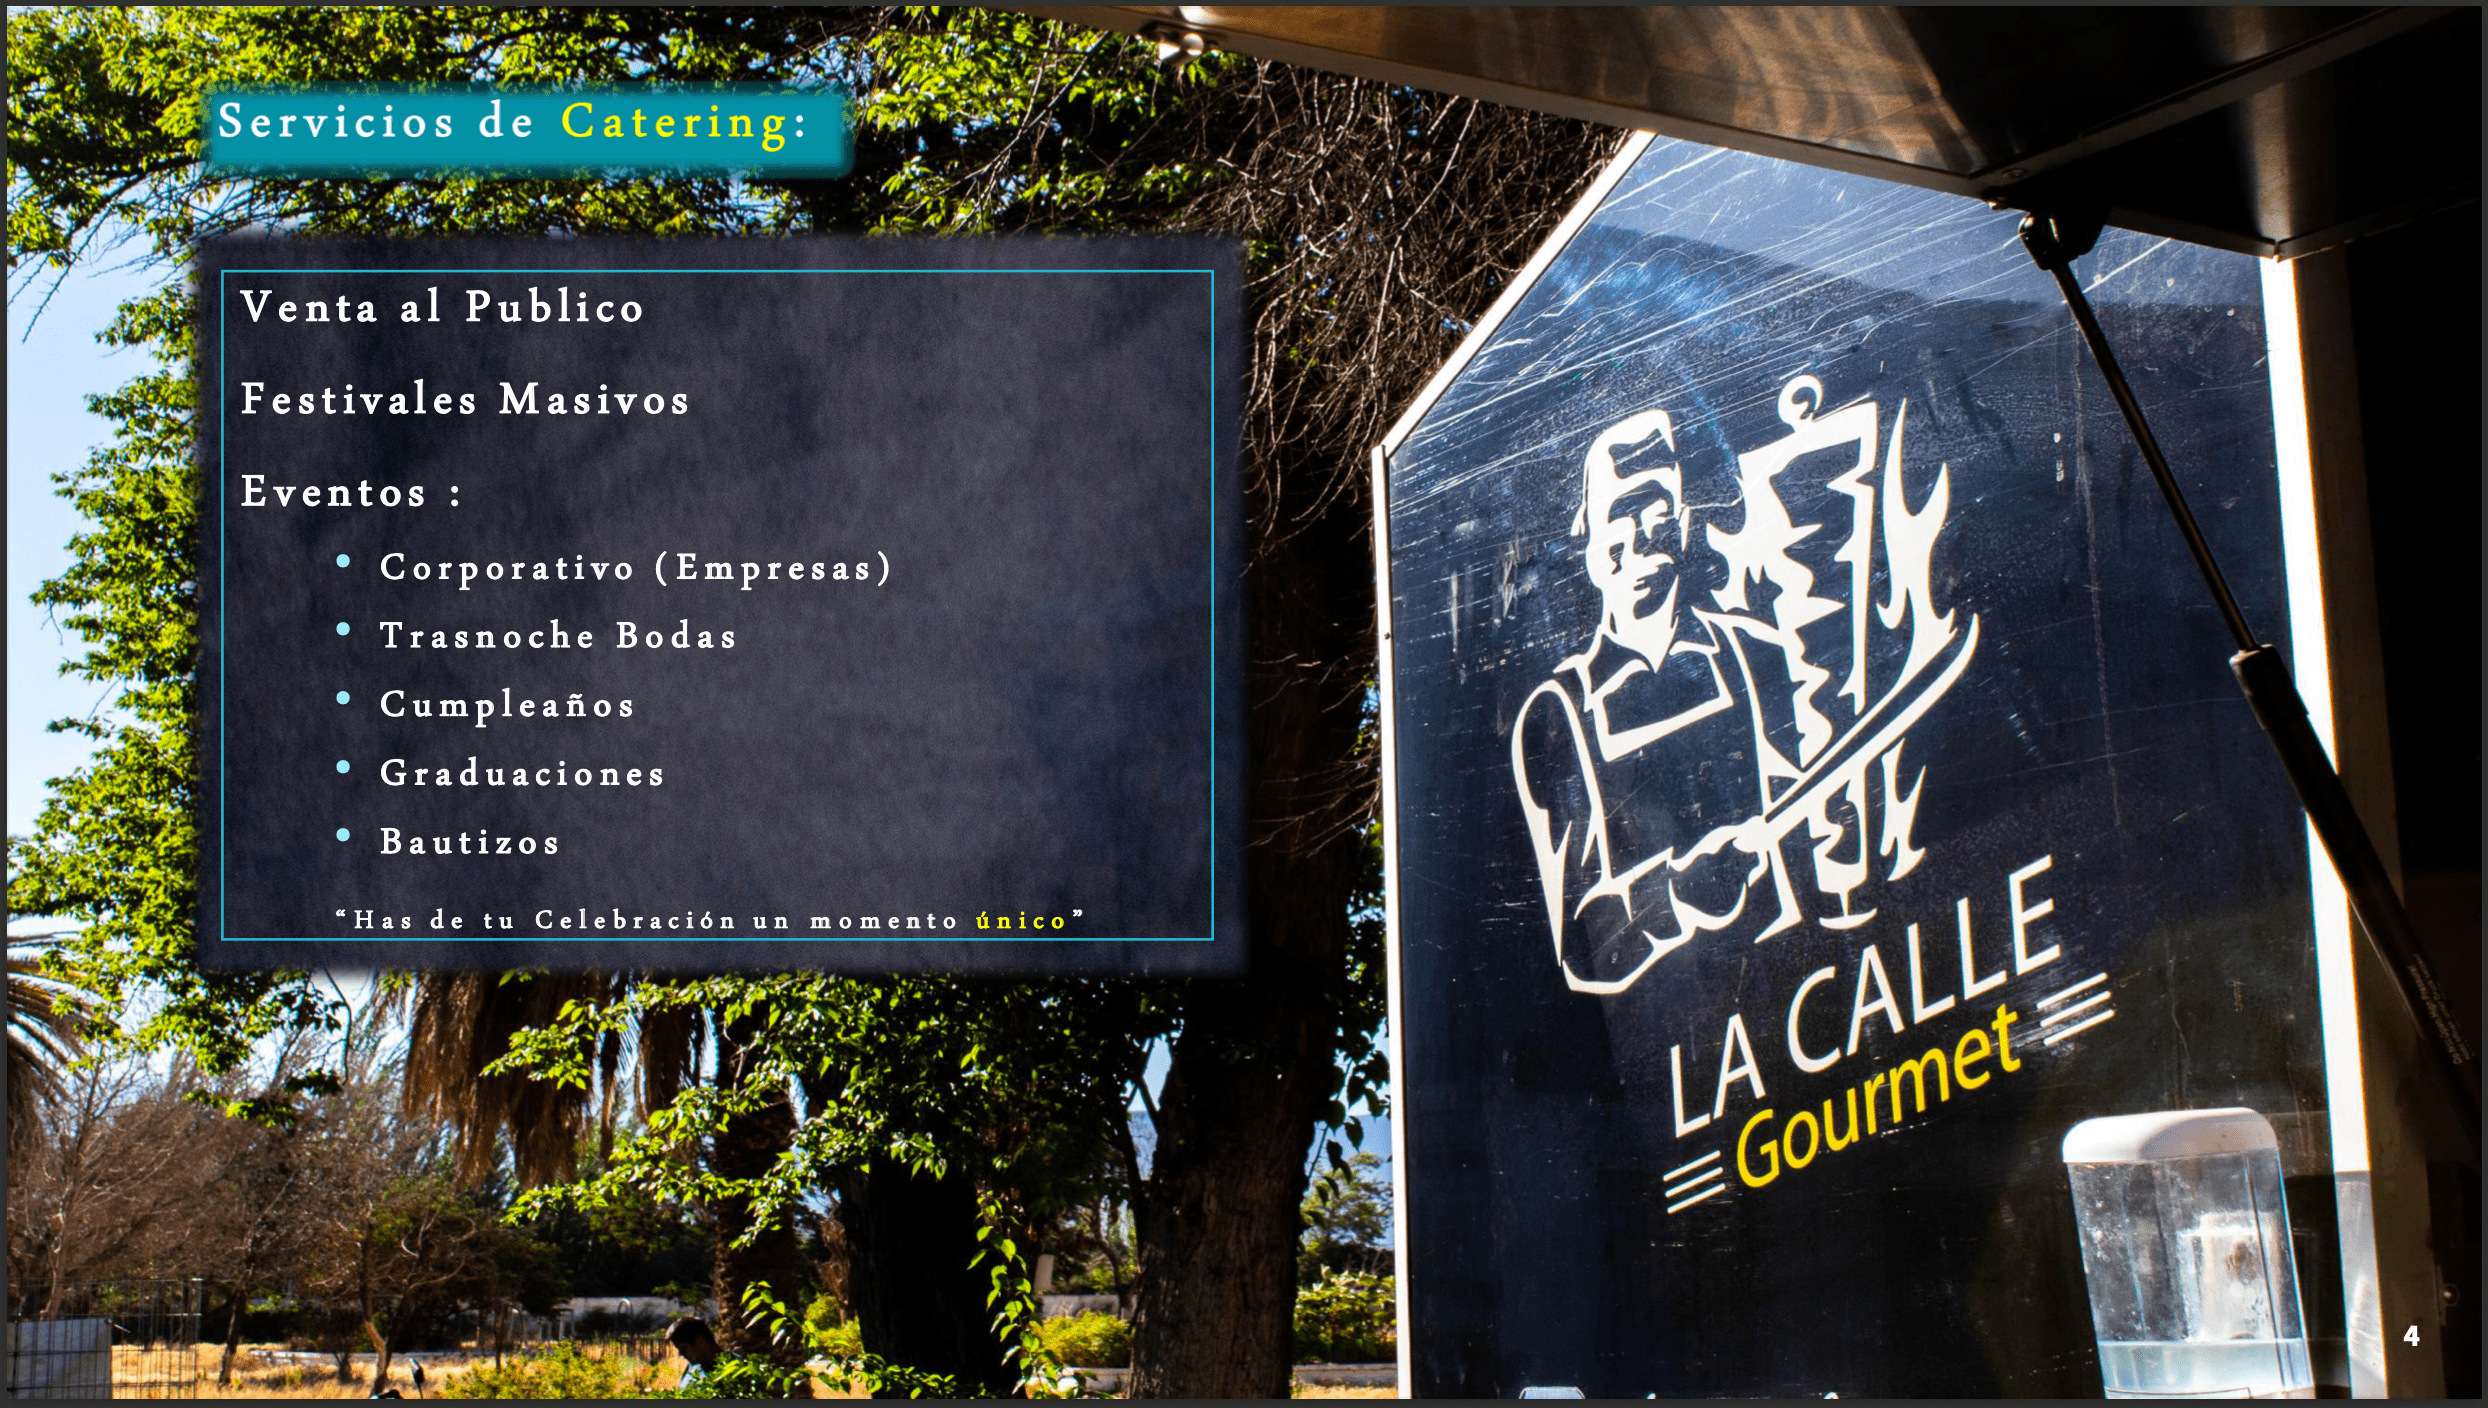 Servicios de Catering:
Venta al Publico
Festivales Masivos
Eventos :
• Corporativo (Empresas)
• Trasnoche Bodas
• Cumpleaños
• Graduaciones
• Bautizos
“Has de tu Celebración un momento único”
LA CALLE
Gourmet
4